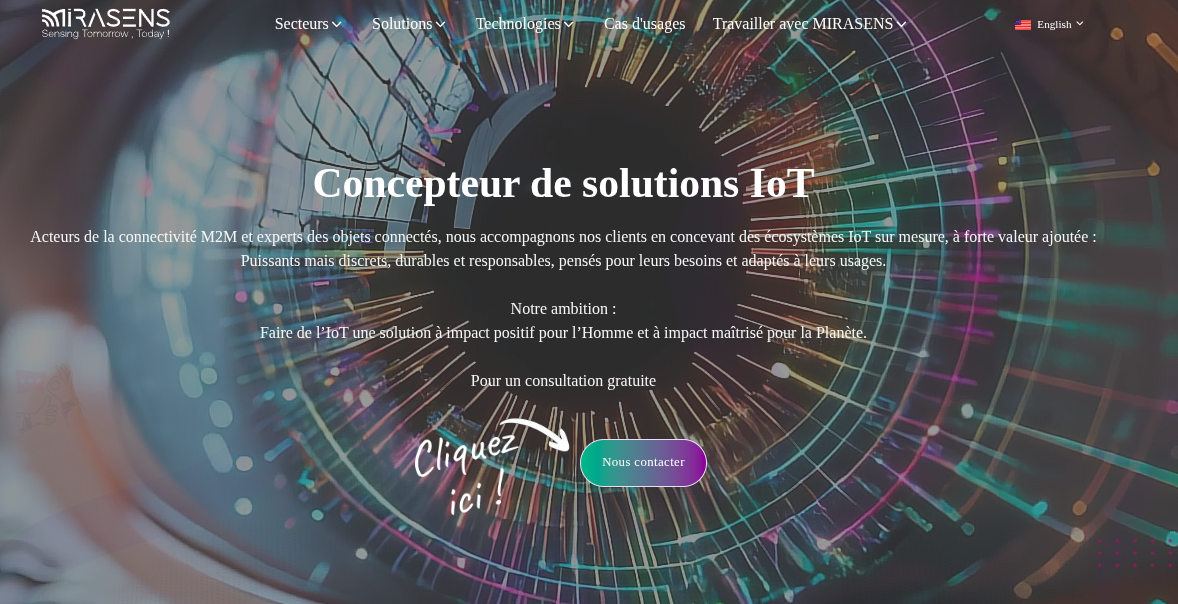 MiRASENS
Sensing Tomorrow , Today !
Secteurs
Solutions
Technologies
Cas d'usages
Travailler avec MIRASENS
English
Concepteur de solutions IoT
Acteurs de la connectivité M2M et experts des objets connectés, nous accompagnons nos clients en concevant des écosystèmes IoT sur mesure, à forte valeur ajoutée :
Puissants mais discrets, durables et responsables, pensés pour leurs besoins et adaptés à leurs usages.
Notre ambition :
Faire de l’IoT une solution à impact positif pour l’Homme et à impact maîtrisé pour la Planète.
Pour un consultation gratuite
Cliquez
ici !
Nous contacter